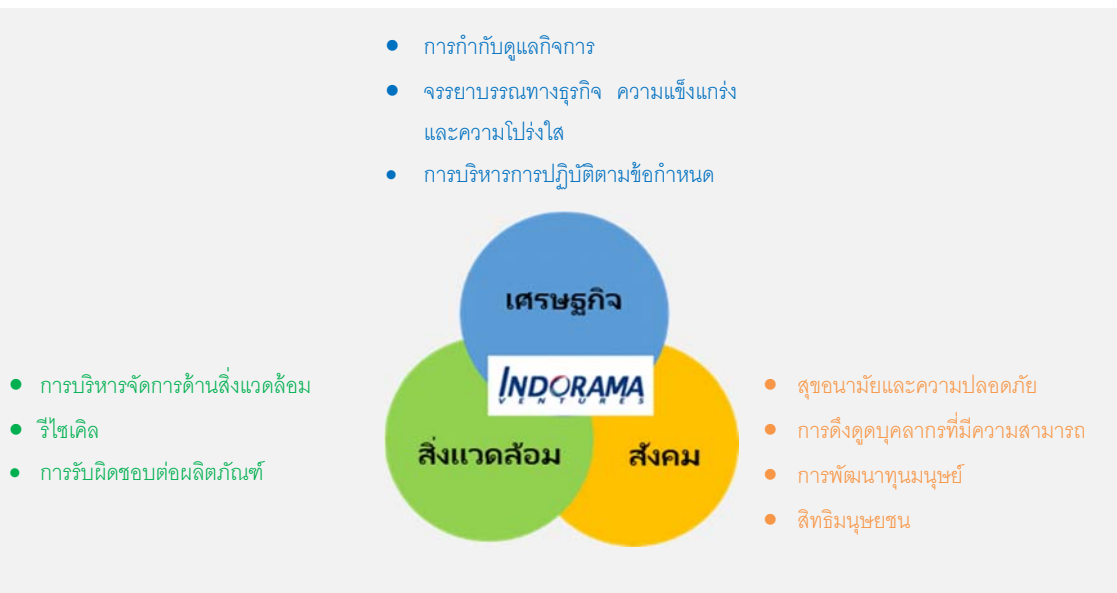 การกำกับดูแลกิจการ
จรรยาบรรณทางธุรกิจ ความแข็งแกร่ง
และความโปร่งใส
การบริหารการปฏิบัติตามข้อกำหนด
เศรษฐกิจ
INDORAMA
VENTURES
สิ่งแวดล้อม
สังคม
การบริหารจัดการด้านสิ่งแวดล้อม
รีไซเคิล
การรับผิดชอบต่อผลิตภัณฑ์
สุขอนามัยและความปลอดภัย
การดึงดูดบุคลากรที่มีความสามารถ
การพัฒนาทุนมนุษย์
สิทธิมนุษยชน